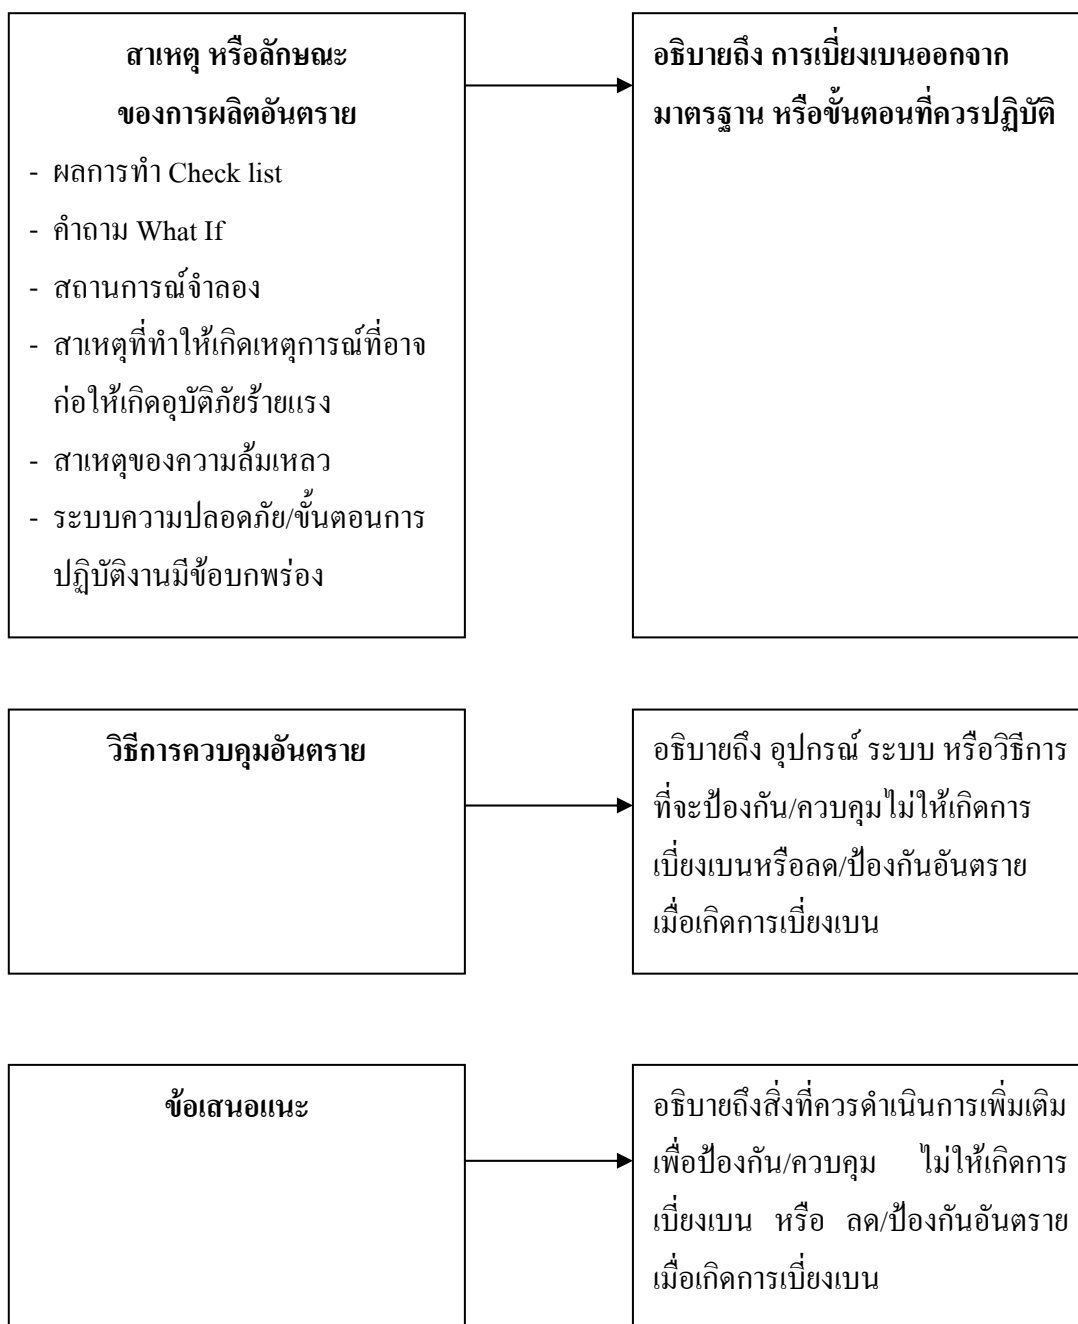 สาเหตุ หรือลักษณะ
ของการผลิตอันตราย
- ผลการทำ Check list
- คำถาม What If
- สถานการณ์จำลอง
- สาเหตุที่ทำให้เกิดเหตุการณ์ที่อาจ
ก่อให้เกิดอุบัติภัยร้ายแรง
- สาเหตุของความล้มเหลว
- ระบบความปลอดภัย/ขั้นตอนการ
ปฏิบัติงานมีข้อบกพร่อง
อธิบายถึง การเบี่ยงเบนออกจาก
มาตรฐาน หรือขั้นตอนที่ควรปฏิบัติ
วิธีการควบคุมอันตราย
อธิบายถึง อุปกรณ์ ระบบ หรือวิธีการ
ที่จะป้องกัน/ควบคุมไม่ให้เกิดการ
เบี่ยงเบนหรือลด/ป้องกันอันตราย
เมื่อเกิดการเบี่ยงเบน
ข้อเสนอแนะ
อธิบายถึงสิ่งที่ควรดำเนินการเพิ่มเติม
เพื่อป้องกัน/ควบคุม ไม่ให้เกิดการ
เบี่ยงเบน หรือ ลด/ป้องกันอันตราย
เมื่อเกิดการเบี่ยงเบน